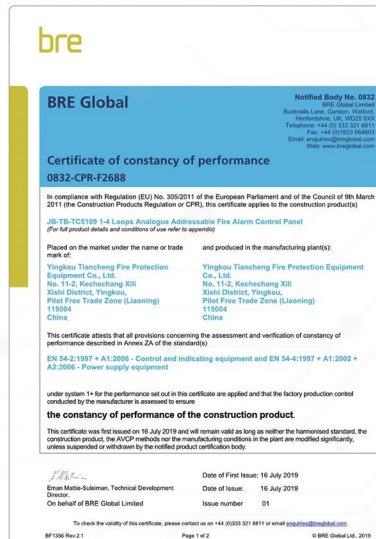 bre
Notified Body No. 0832
BRE Global
BRE Global Limited
Bucknalls Lane, Garston, Watford,
Hertfordshire, UK, WD25 9XX
Telephone: +44 (0) 333 321 8811
Fax: +44 (0)1923 664603
Email: enquiries@breglobal.com
Web: www.breglobal.com
Certificate of constancy of performance
0832-CPR-F2688
In compliance with Regulation (EU) No. 305/2011 of the European Parliament and of the Council of 9th March
2011 (the Construction Products Regulation or CPR), this certificate applies to the construction product(s)
JB-TB-TC5109 1-4 Loops Analogue Addressable Fire Alarm Control Panel
(For full product details and conditions of use refer to appendix)
Placed on the market under the name or trade
mark of:
Yingkou Tiancheng Fire Protection
Equipment Co., Ltd.
No. 11-2, Kechechang Xili
Xishi District, Yingkou,
Pilot Free Trade Zone (Liaoning)
115004
China
and produced in the manufacturing plant(s):
Yingkou Tiancheng Fire Protection Equipment
Co., Ltd.
No. 11-2, Kechechang Xili
Xishi District, Yingkou,
Pilot Free Trade Zone (Liaoning)
115004
China
This certificate attests that all provisions concerning the assessment and verification of constancy of
performance described in Annex ZA of the standard(s)
EN 54-2:1997 + A1:2006 - Control and indicating equipment and EN 54-4:1997 + A1:2002 +
A2:2006 - Power supply equipment
under system 1+ for the performance set out in this certificate are applied and that the factory production control
conducted by the manufacturer is assessed to ensure
the constancy of performance of the construction product.
This certificate was first issued on 16 July 2019 and will remain valid as long as neither the harmonised standard, the
construction product, the AVCP methods nor the manufacturing conditions in the plant are modified significantly,
unless suspended or withdrawn by the notified product certification body.
Eman Mattie-Suleiman, Technical Development
Director,
On behalf of BRE Global Limited
Date of First Issue: 16 July 2019
Date of Issue: 16 July 2019
Issue number 01
To check the validity of this certificate, please contact us on +44 (0)333 321 8811 or email enquiries@breglobal.com.
BF1356 Rev.2.1 Page 1 of 2 © BRE Global Ltd., 2019